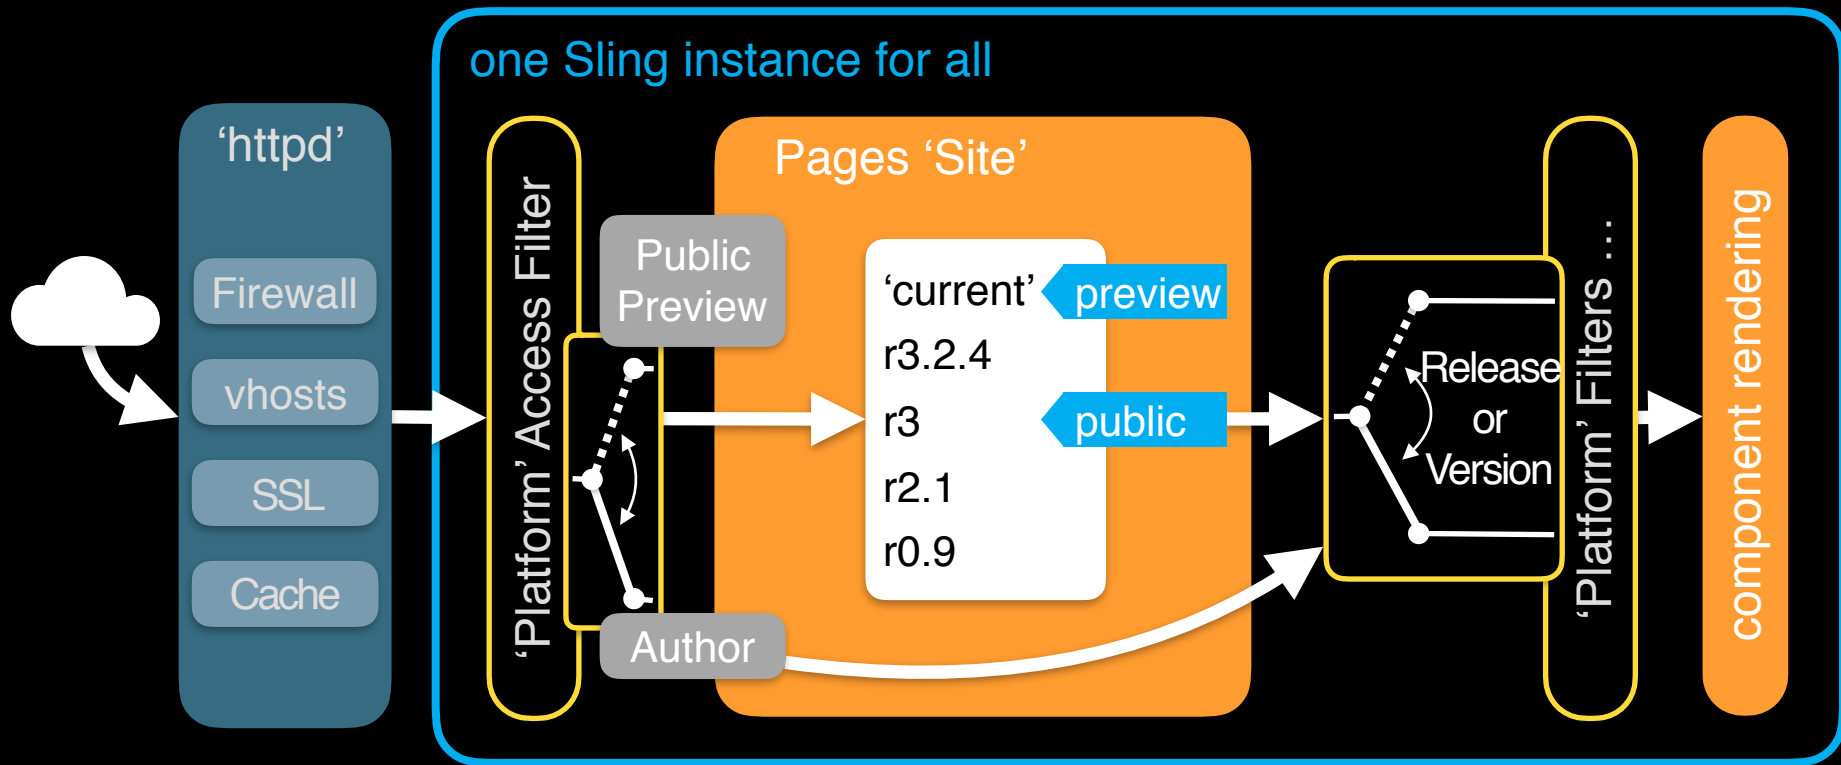 one Sling instance for all
‘httpd’
Firewall
vhosts
SSL
Cache
‘Platform’ Access Filter
Public
Preview
Author
Pages ‘Site’
‘current’
preview
r3.2.4
r3
public
r2.1
r0.9
Release
or
Version
‘Platform’ Filters ...
component rendering